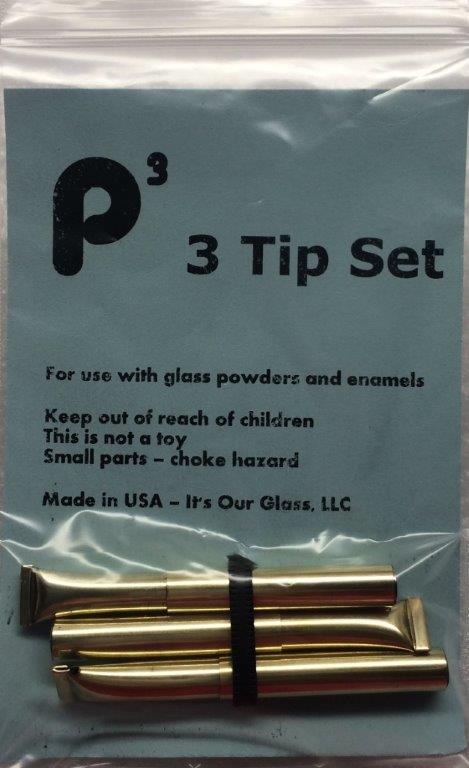 P³
3 Tip Set
For use with glass powders and enamels
Keep out of reach of children
This is not a toy
Small parts – choke hazard
Made in USA – It's Our Glass, LLC